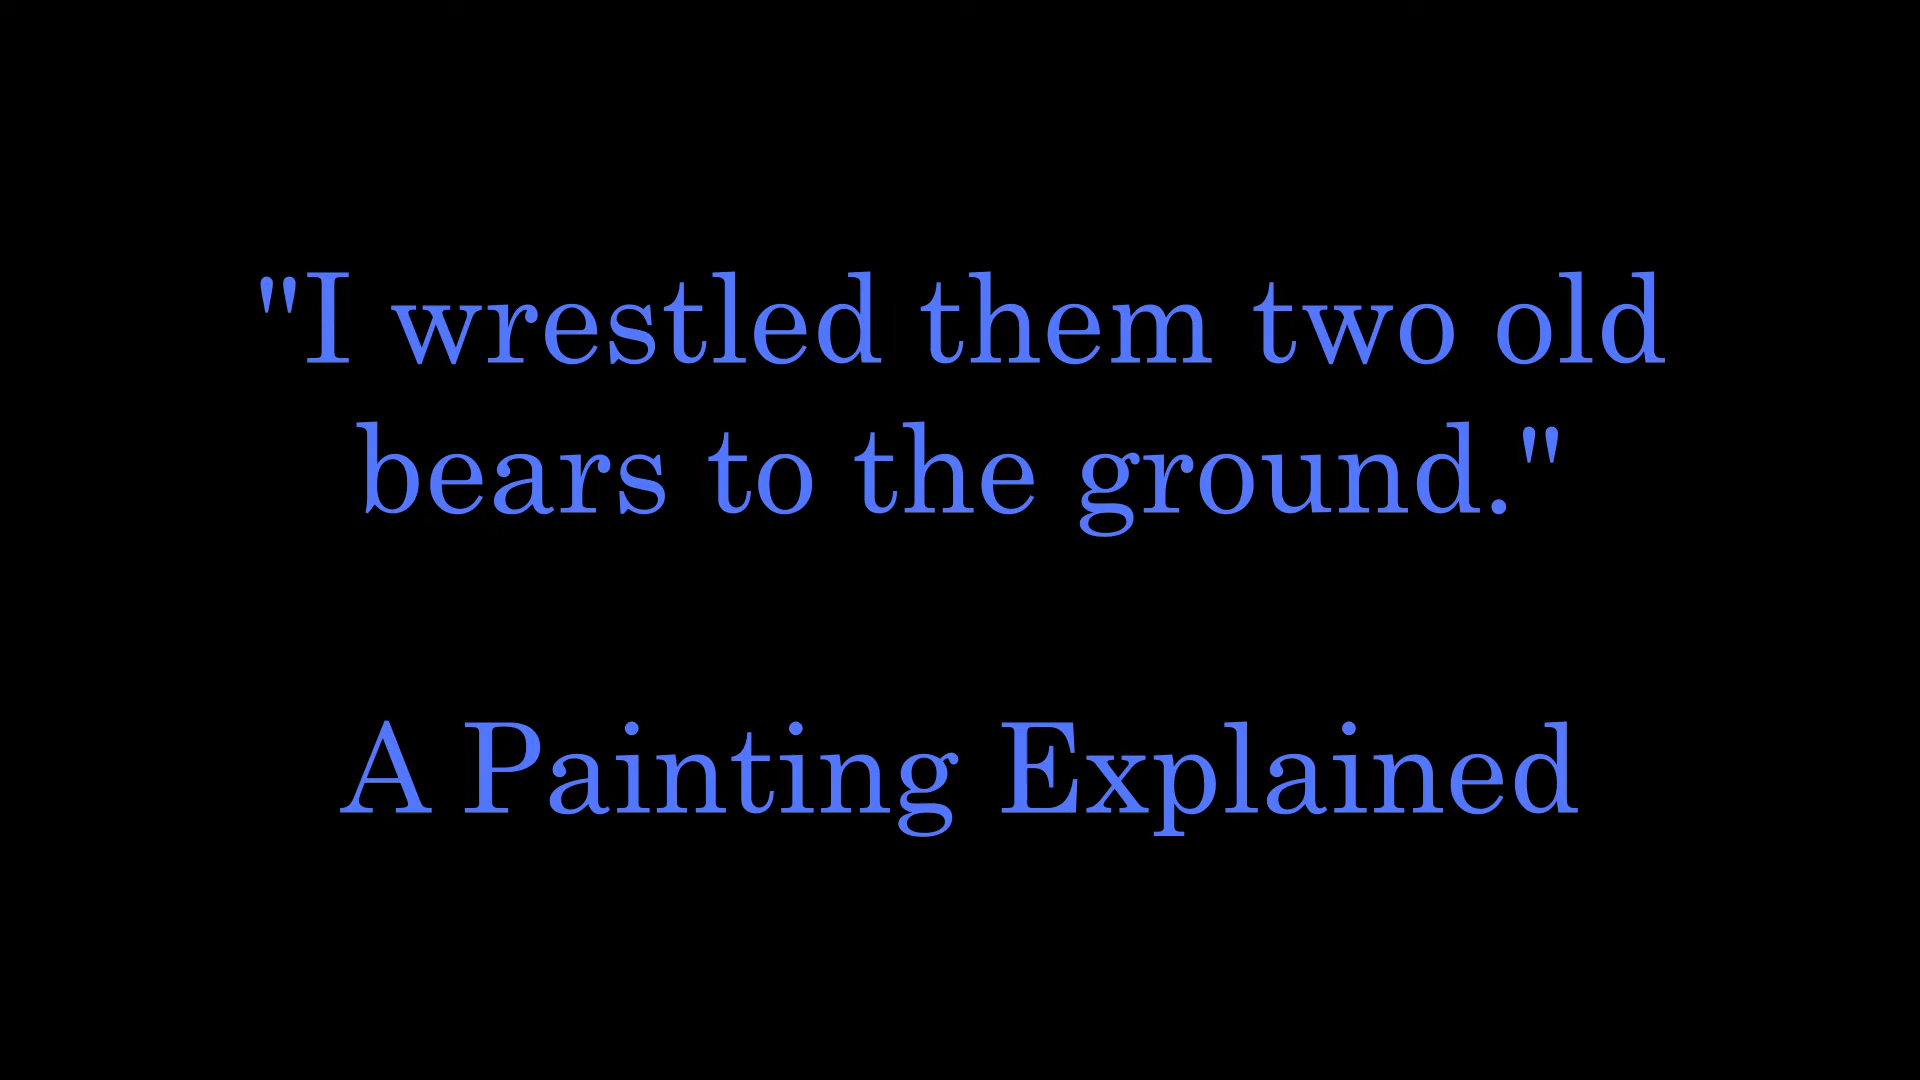 "I wrestled them two old
bears to the ground."
A Painting Explained